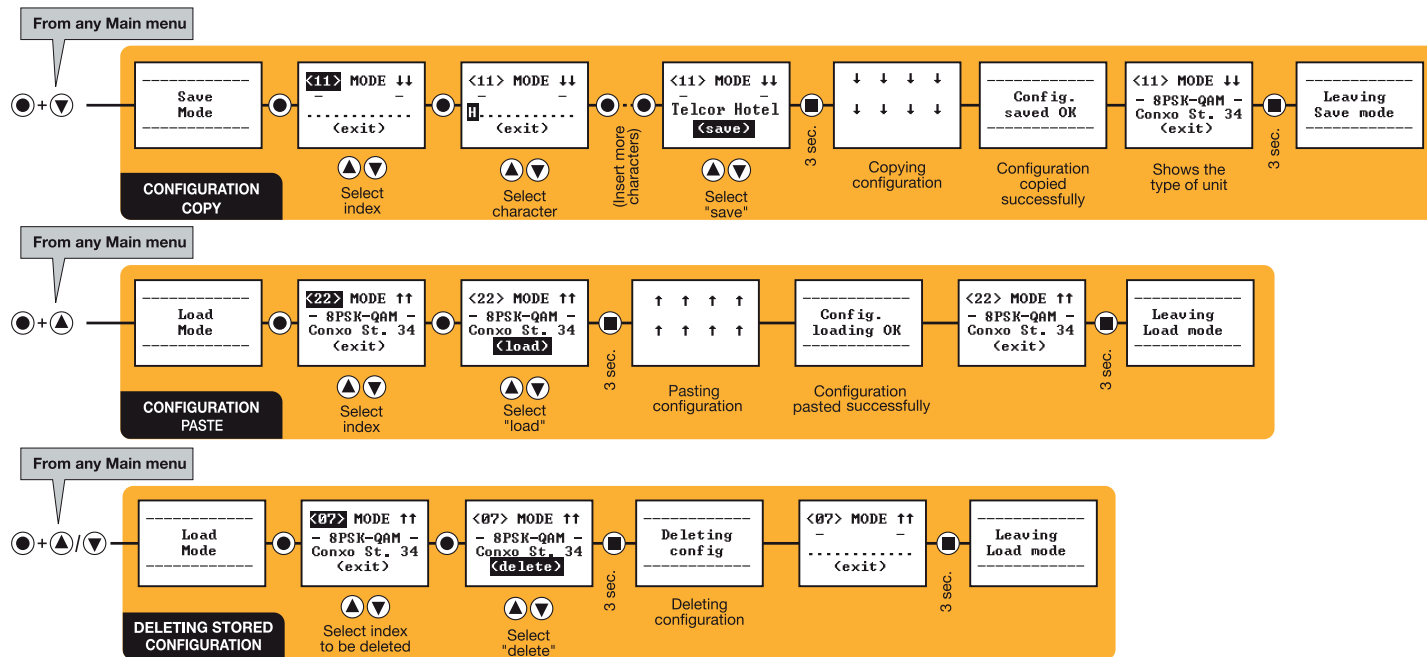 From any Main menu
+
------------
Save
Mode
------------
<11> MODE ↓↓
– –
............
(exit)
Select
index
<11> MODE ↓↓
– –
H...........
(exit)
Select
character
(Insert more
characters)
<11> MODE ↓↓
– –
Telcor Hotel
(save)
Select
"save"
3 sec.
↓ ↓ ↓ ↓
↓ ↓ ↓ ↓
Copying
configuration
------------
Config.
saved OK
------------
Configuration
copied
successfully
<11> MODE ↓↓
– 8PSK-QAM –
Conxo St. 34
(exit)
Shows the
type of unit
3 sec.
------------
Leaving
Save mode
------------
CONFIGURATION
COPY
From any Main menu
+
------------
Load
Mode
------------
<22> MODE ↑↑
– 8PSK-QAM –
Conxo St. 34
(exit)
Select
index
<22> MODE ↑↑
– 8PSK-QAM –
Conxo St. 34
(load)
Select
"load"
3 sec.
↑ ↑ ↑ ↑
↑ ↑ ↑ ↑
Pasting
configuration
------------
Config.
loading OK
------------
Configuration
pasted successfully
<22> MODE ↑↑
– 8PSK-QAM –
Conxo St. 34
(exit)
3 sec.
------------
Leaving
Load mode
------------
CONFIGURATION
PASTE
From any Main menu
+ /
------------
Load
Mode
------------
<07> MODE ↑↑
– 8PSK-QAM –
Conxo St. 34
(exit)
Select index
to be deleted
<07> MODE ↑↑
– 8PSK-QAM –
Conxo St. 34
(delete)
Select
"delete"
3 sec.
------------
Deleting
config
------------
Deleting
configuration
<07> MODE ↑↑
– –
............
(exit)
3 sec.
------------
Leaving
Load mode
------------
DELETING STORED
CONFIGURATION